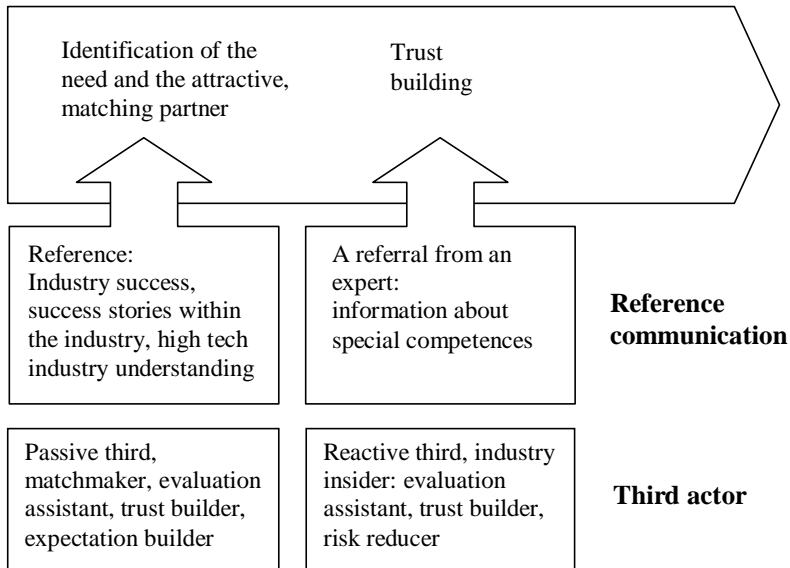 Identification of the
need and the attractive,
matching partner
Trust
building
Reference:
Industry success,
success stories within
the industry, high tech
industry understanding
A referral from an
expert:
information about
special competences
Reference
communication
Passive third,
matchmaker, evaluation
assistant, trust builder,
expectation builder
Reactive third, industry
insider: evaluation
assistant, trust builder,
risk reducer
Third actor